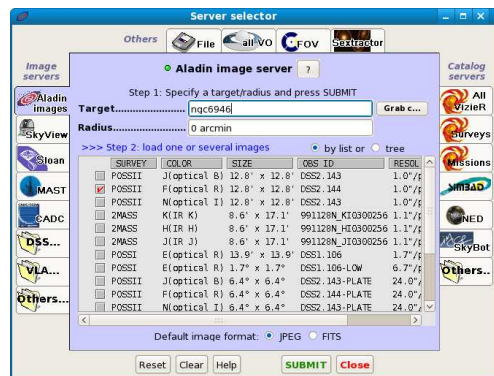 Server selector
Others File all-VO FOV Sextractor
Image servers
Catalog servers
Aladin images
SkyView
Sloan
MAST
CADC
DSS...
VLA...
Others...
Aladin image server ?
Step 1: Specify a target/radius and press SUBMIT
Target........................ nqc6946 Grab c...
Radius....................... 0 arcmin
>>> Step 2: load one or several images by list or tree
SURVEY COLOR SIZE OBS ID RESOL
POSSII J(optical B) 12.8' x 12.8' DSS2.143 1.0"/p
POSSII F(optical R) 12.8' x 12.8' DSS2.144 1.0"/p
POSSII N(optical I) 12.8' x 12.8' DSS2.143 1.0"/p
2MASS K(IR K) 8.6' x 17.1' 991128N_KI0300256 1.1"/p
2MASS H(IR H) 8.6' x 17.1' 991128N_HI0300256 1.1"/p
2MASS J(IR J) 8.6' x 17.1' 991128N_JI0300256 1.1"/p
POSSI E(optical R) 13.9' x 13.9' DSS1.106 1.7"/p
POSSI E(optical R) 1.7° x 1.7° DSS1.106-LOW 6.7"/p
POSSII J(optical B) 6.4° x 6.4° DSS2.143-PLATE 24.0"/
POSSII F(optical R) 6.4° x 6.4° DSS2.144-PLATE 24.0"/
POSSII N(optical I) 6.4° x 6.4° DSS2.143-PLATE 24.0"/
Default image format: JPEG FITS
Reset Clear Help SUBMIT Close
All VizieR
Surveys
Missions
SIMBAD
NED
SkyBot
Others..